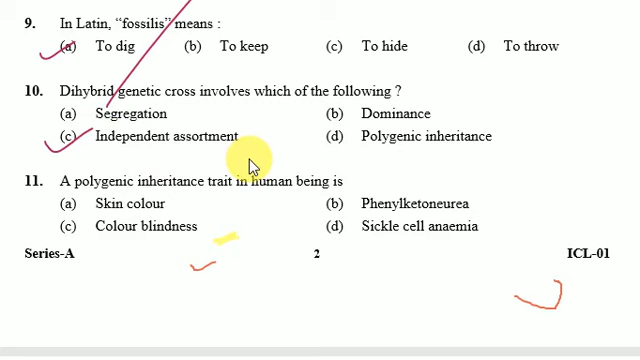 9. In Latin, “fossilis” means :
(a) To dig (b) To keep (c) To hide (d) To throw
10. Dihybrid genetic cross involves which of the following ?
(a) Segregation (b) Dominance
(c) Independent assortment (d) Polygenic inheritance
11. A polygenic inheritance trait in human being is
(a) Skin colour (b) Phenylketoneurea
(c) Colour blindness (d) Sickle cell anaemia
Series-A 2 ICL-01